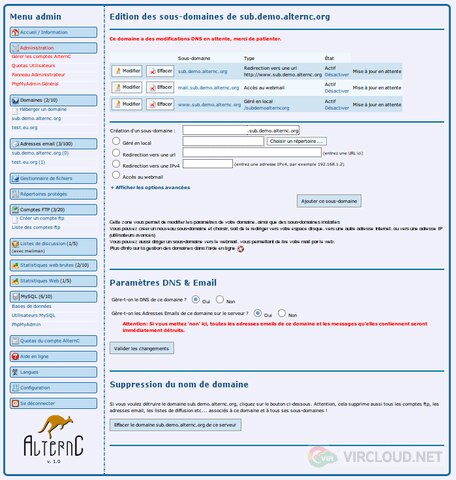 Menu admin
Accueil / Information
Administration
Gérer les comptes AlternC
Quotas Utilisateurs
Panneau Administrateur
PhpMyAdmin Général
Domaines (2/10)
Héberger un domaine
sub.demo.alternc.org
test.eu.org
Adresses email (3/100)
sub.demo.alternc.org (0)
test.eu.org (1)
Gestionnaire de fichiers
Répertoires protégés
Comptes FTP (3/20)
Créer un compte ftp
Liste des comptes ftp
Listes de discussion (1/5)
(avec mailman)
Statistiques web brutes (2/10)
Statistiques Web (1/5)
MySQL (6/10)
Bases de données
Utilisateurs MySQL
PhpMyAdmin
Quotas du compte AlternC
Aide en ligne
Langues
Configuration
Se déconnecter
ALTERNC
v. 1.0
Edition des sous-domaines de sub.demo.alternc.org
Ce domaine a des modifications DNS en attente, merci de patienter.
Sous-domaine Type État
Modifier Effacer sub.demo.alternc.org Redirection vers une url
http://www.sub.demo.alternc.org Actif
Désactiver Mise à jour en attente
Modifier Effacer mail.sub.demo.alternc.org Accès au webmail Actif
Désactiver Mise à jour en attente
Modifier Effacer www.sub.demo.alternc.org Géré en local
/subdemoalterncorg Actif
Désactiver Mise à jour en attente
Création d'un sous-domaine : .sub.demo.alternc.org
Géré en local Choisir un répertoire ...
Redirection vers une url (entrez une URL ici)
Redirection vers une IPv4 (entrez une adresse IPv4, par exemple 192.168.1.2)
Accès au webmail
+ Afficher les options avancées
Ajouter ce sous-domaine
Cette zone vous permet de modifier les paramètres de votre domaine, ainsi que des sous-domaines installés
Vous pouvez créer un nouveau sous-domaine et choisir, soit de le rediriger vers votre espace disque, vers une autre adresse internet, ou vers une adresse IP (utilisateurs avancés)
Vous pouvez aussi diriger un sous-domaine vers le webmail, vous permettant de lire votre mail par le web.
Plus d'info sur la gestion des domaines dans l'aide en ligne
Paramètres DNS & Email
Gère-t-on le DNS de ce domaine ? Oui Non
Gère-t-on les Adresses Emails de ce domaine sur le serveur ? Oui Non
Attention: Si vous mettez 'non' ici, toutes les adresses emails de ce domaine et les messages qu'elles contiennent seront immédiatement détruits.
Valider les changements
Suppression du nom de domaine
Si vous voulez détruire le domaine sub.demo.alternc.org, cliquez sur le bouton ci-dessous. Attention, cela supprime aussi tous les comptes ftp, les adresses email, les listes de diffusion etc... associés à ce domaine et à tous ses sous-domaines !
Effacer le domaine sub.demo.alternc.org de ce serveur
VIRCLOUD.NET